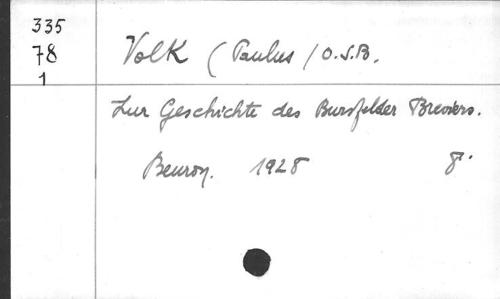 335
78
1
Volk (Paulus) O.S.B.
Zur Geschichte des Bursfelder Breviers.
Beuron. 1928 8°.